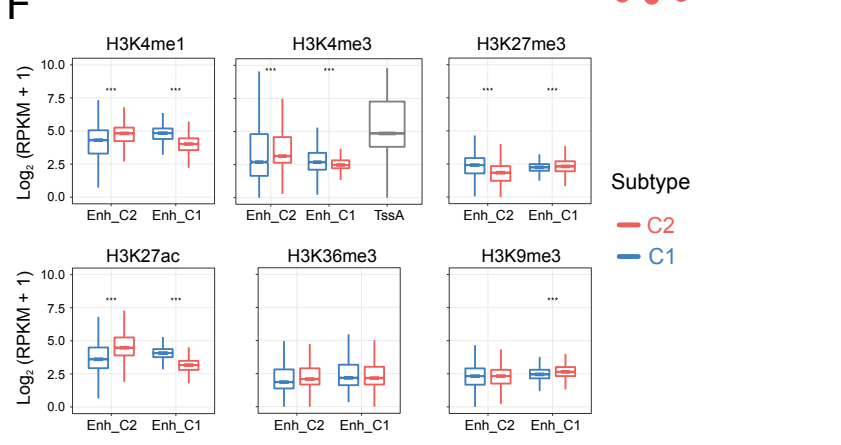 F
H3K4me1
H3K4me3
H3K27me3
Log₂ (RPKM + 1)
10.0
7.5
5.0
2.5
0.0
*** ***
*** ***
*** ***
Enh_C2 Enh_C1
Enh_C2 Enh_C1 TssA
Enh_C2 Enh_C1
Subtype
C2
C1
H3K27ac
H3K36me3
H3K9me3
Log₂ (RPKM + 1)
10.0
7.5
5.0
2.5
0.0
*** ***
***
Enh_C2 Enh_C1
Enh_C2 Enh_C1
Enh_C2 Enh_C1